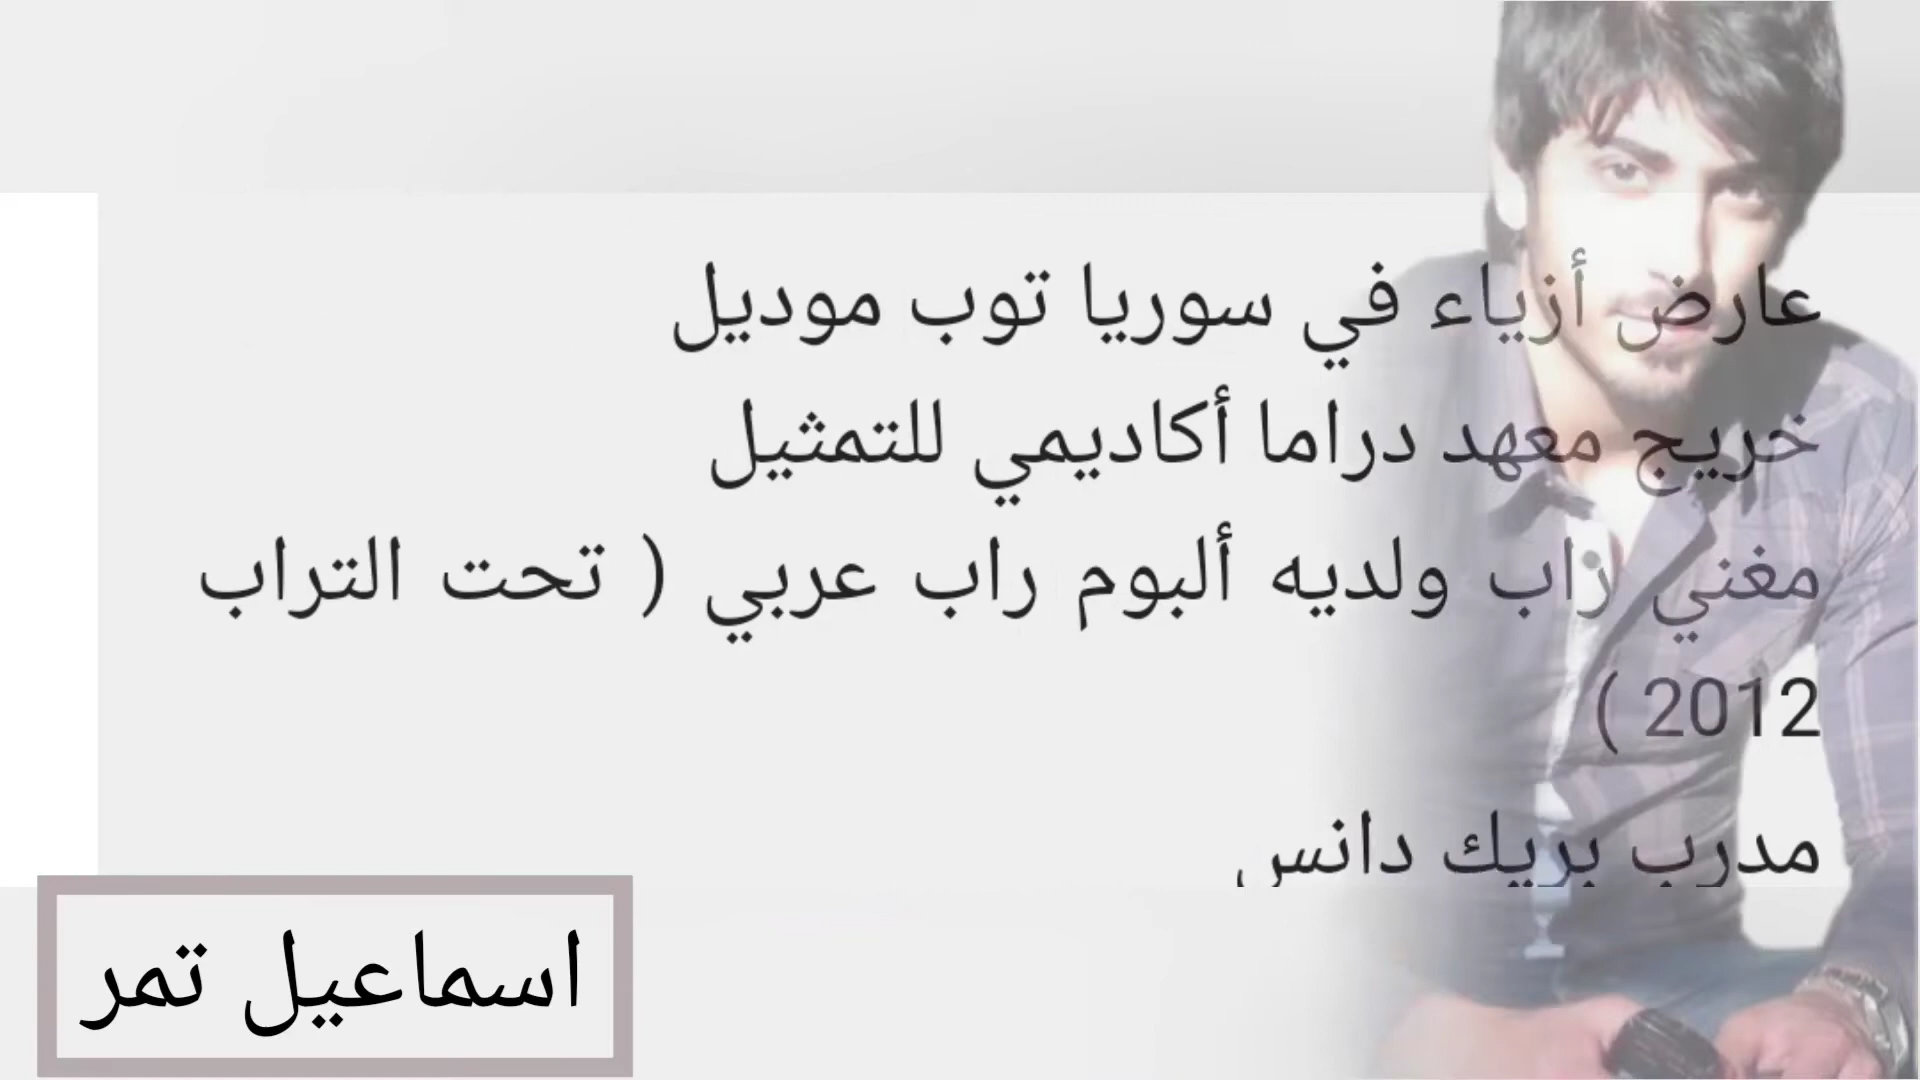 عارض أزياء في سوريا توب موديل
خريج معهد دراما أكاديمي للتمثيل
مغني راب ولديه ألبوم راب عربي ( تحت التراب
2012 )
مدرب بريك دانس
اسماعيل تمر